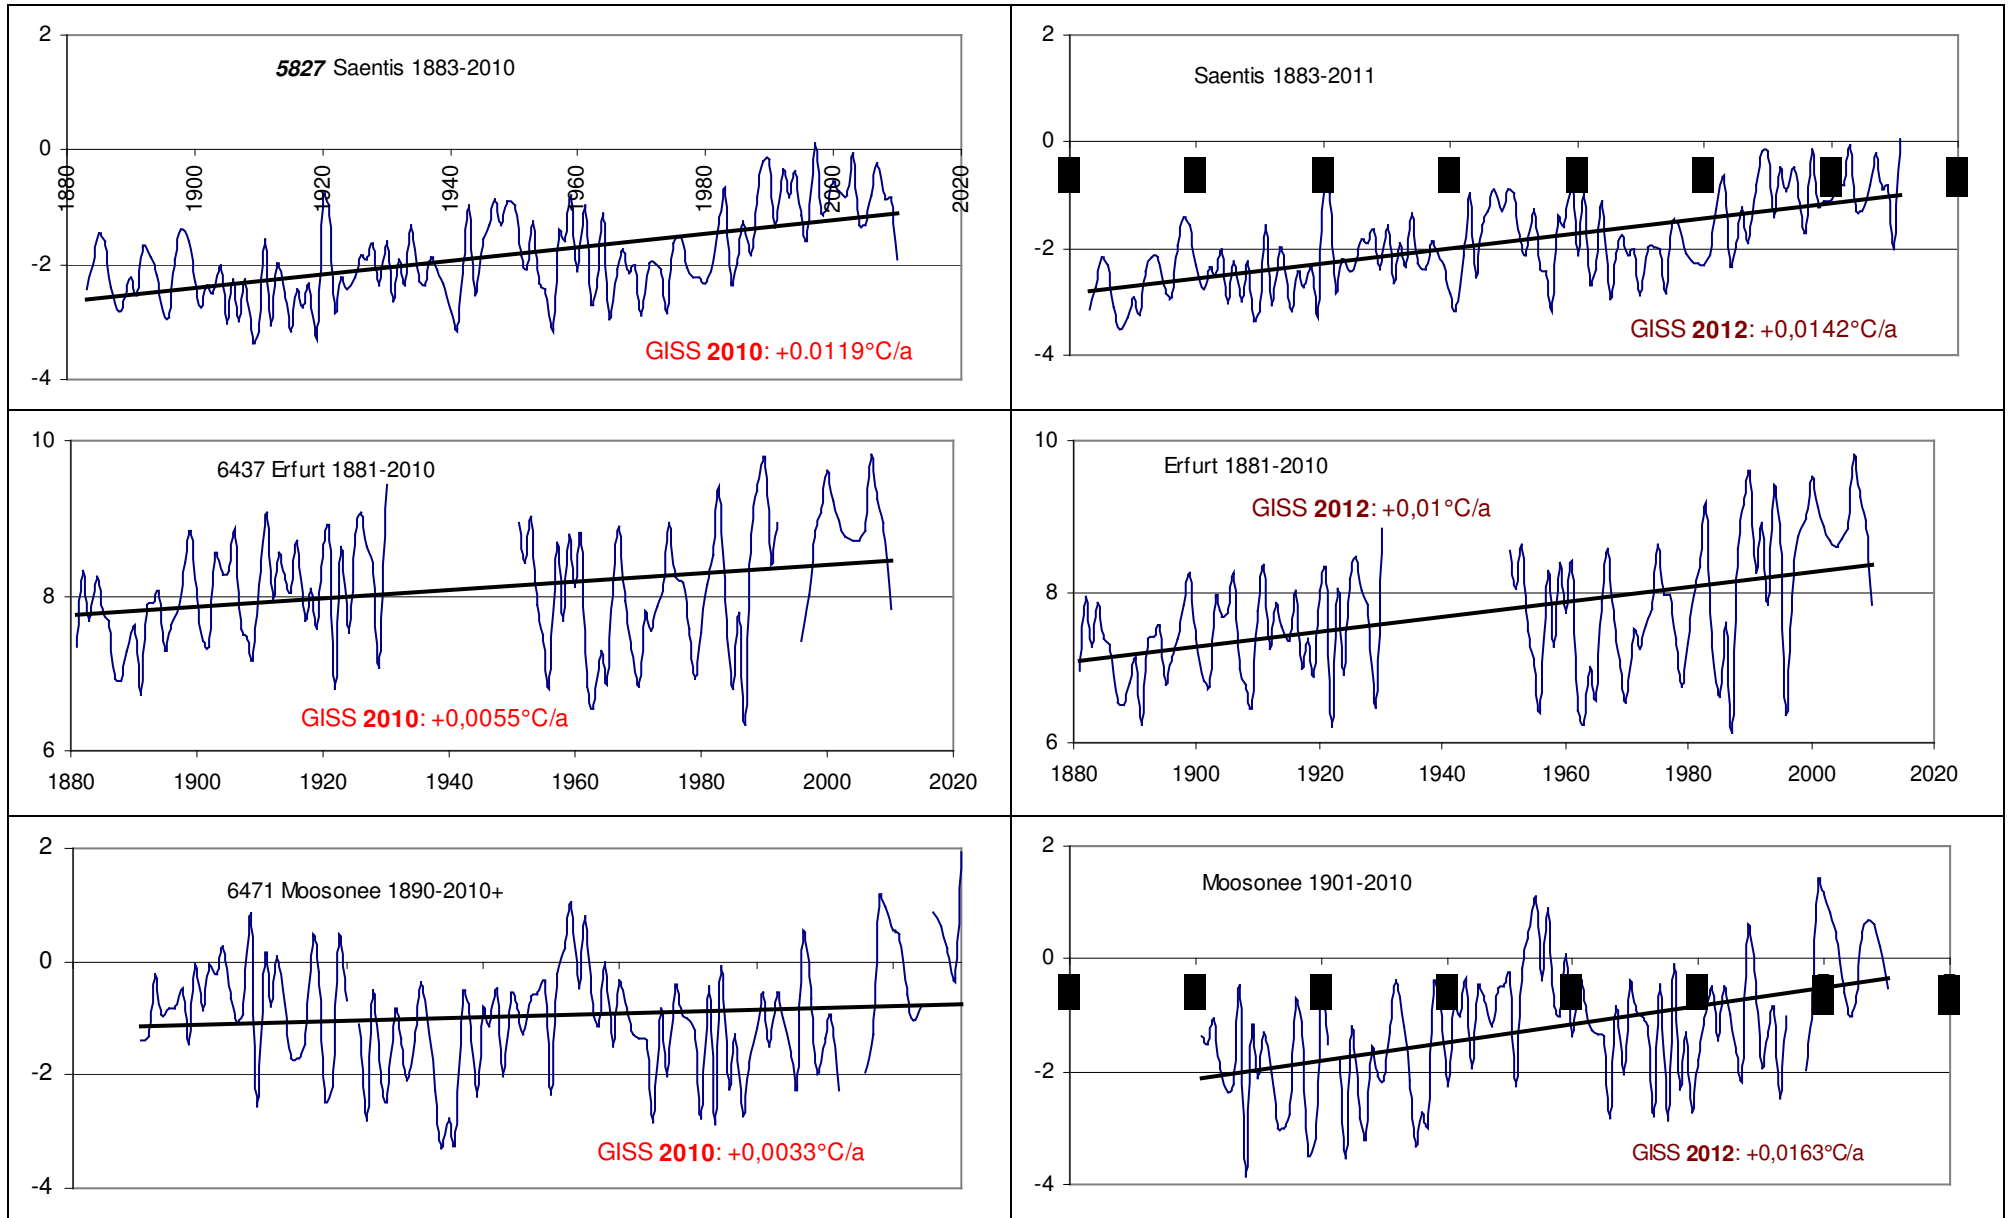 2
5827 Saentis 1883-2010
0
1880
1900
1920
1940
1960
1980
2000
2020
-2
GISS 2010: +0.0119°C/a
-4
2
Saentis 1883-2011
0
-2
GISS 2012: +0,0142°C/a
-4
10
6437 Erfurt 1881-2010
8
GISS 2010: +0,0055°C/a
6
1880 1900 1920 1940 1960 1980 2000 2020
10
Erfurt 1881-2010
GISS 2012: +0,01°C/a
8
6
1880 1900 1920 1940 1960 1980 2000 2020
2
6471 Moosonee 1890-2010+
0
-2
GISS 2010: +0,0033°C/a
-4
2
Moosonee 1901-2010
0
-2
GISS 2012: +0,0163°C/a
-4